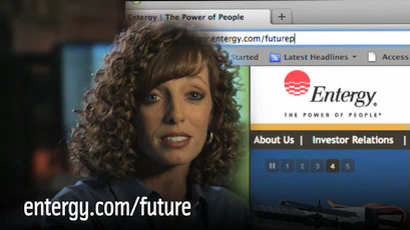 Entergy | The Power of People
entergy.com/futurep
Started
Latest Headlines
Access
Entergy
THE POWER OF PEOPLE
About Us | Investor Relations |
1 2 3 4 5
entergy.com/future